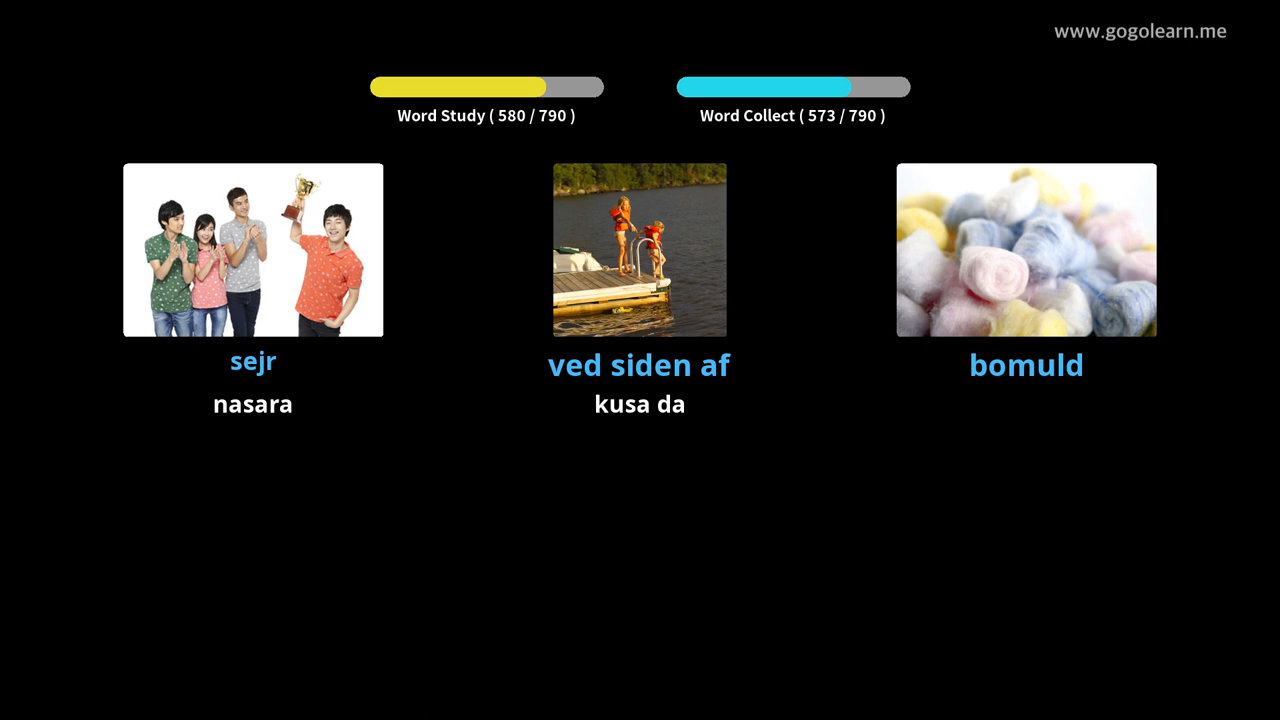 www.gogolearn.me
Word Study ( 580 / 790 )
Word Collect ( 573 / 790 )
sejr
ved siden af
bomuld
nasara
kusa da